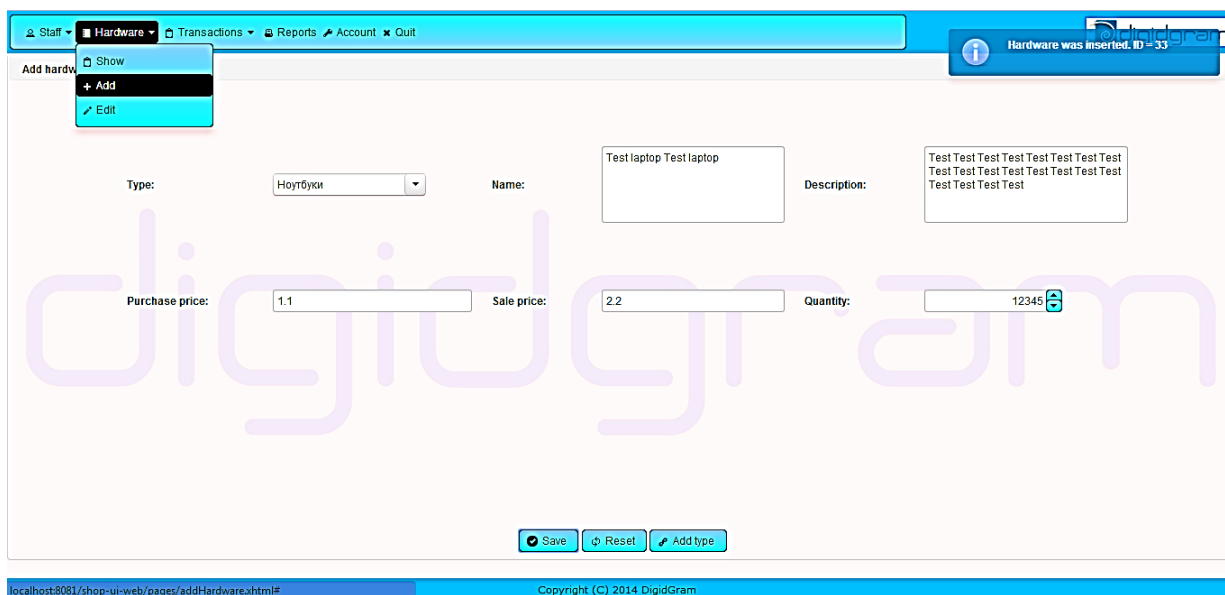 Staff Hardware Transactions Reports Account Quit
digidgram
Hardware was inserted. ID = 33
Show
Add hardw
Add
Edit
Type:
Ноутбуки
Name:
Test laptop Test laptop
Description:
Test Test Test Test Test Test Test Test
Test Test Test Test Test Test Test Test
Test Test Test Test
digidgram
Purchase price:
1.1
Sale price:
2.2
Quantity:
12345
Save Reset Add type
localhost:8081/shop-ui-web/pages/addHardware.xhtml#
Copyright (C) 2014 DigidGram